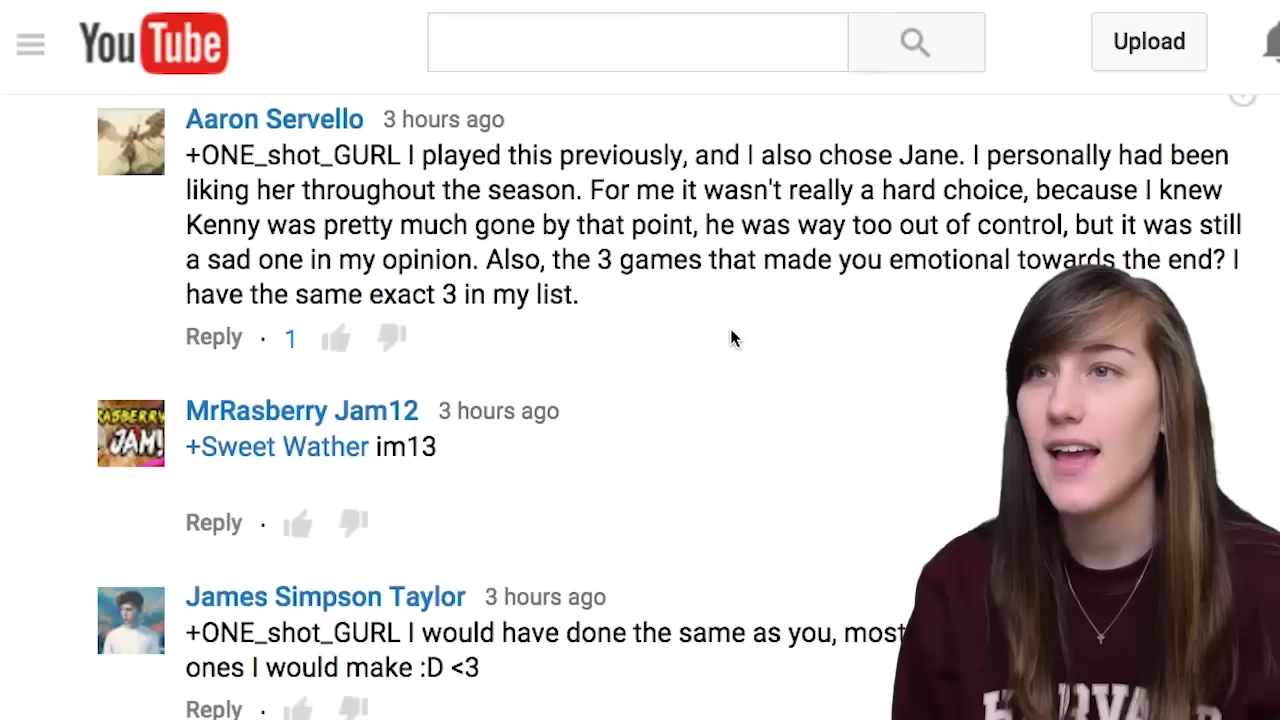 YouTube
Upload
Aaron Servello 3 hours ago
+ONE_shot_GURL I played this previously, and I also chose Jane. I personally had been
liking her throughout the season. For me it wasn't really a hard choice, because I knew
Kenny was pretty much gone by that point, he was way too out of control, but it was still
a sad one in my opinion. Also, the 3 games that made you emotional towards the end? I
have the same exact 3 in my list.
Reply · 1
RASBERRY
JAM!
MrRasberry Jam12 3 hours ago
+Sweet Wather im13
Reply ·
James Simpson Taylor 3 hours ago
+ONE_shot_GURL I would have done the same as you, most
ones I would make :D <3
Reply ·
HARVARD